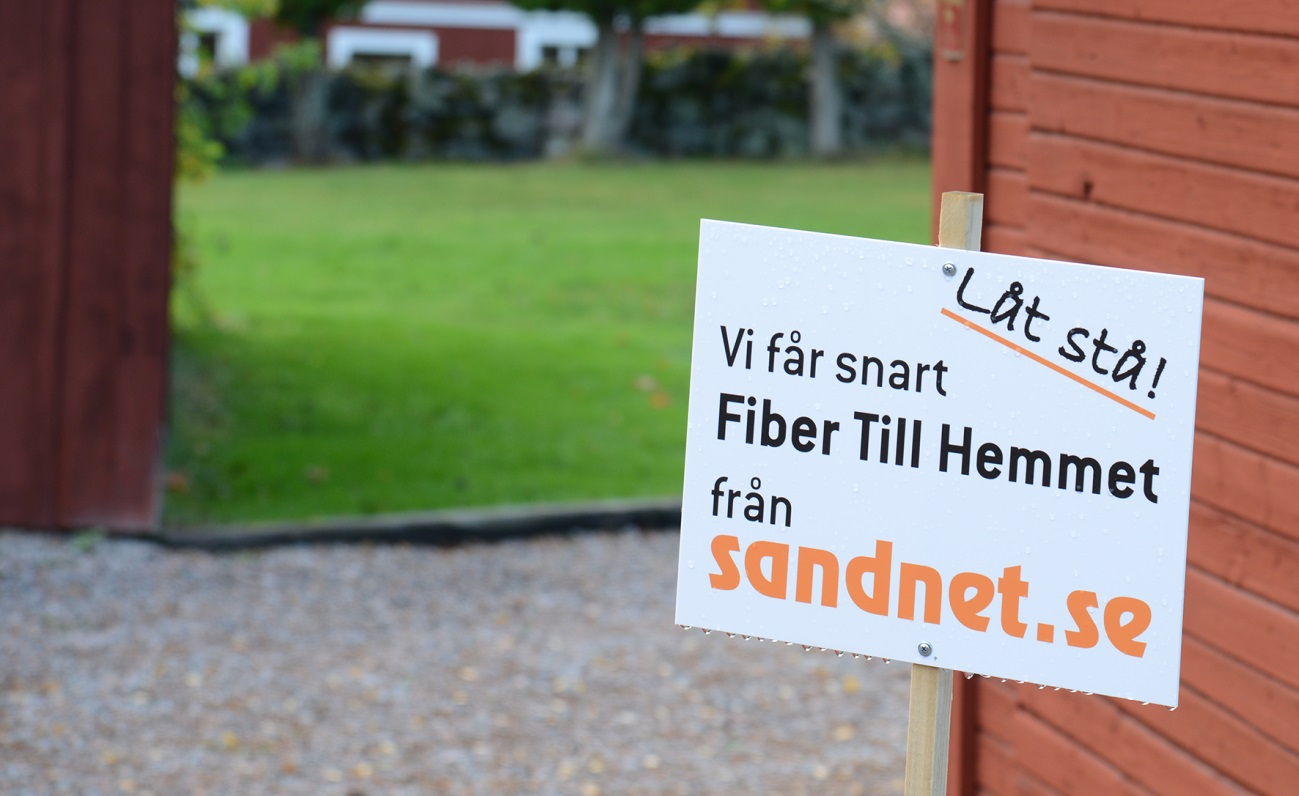 Låt stå!
Vi får snart
Fiber Till Hemmet
från
sandnet.se